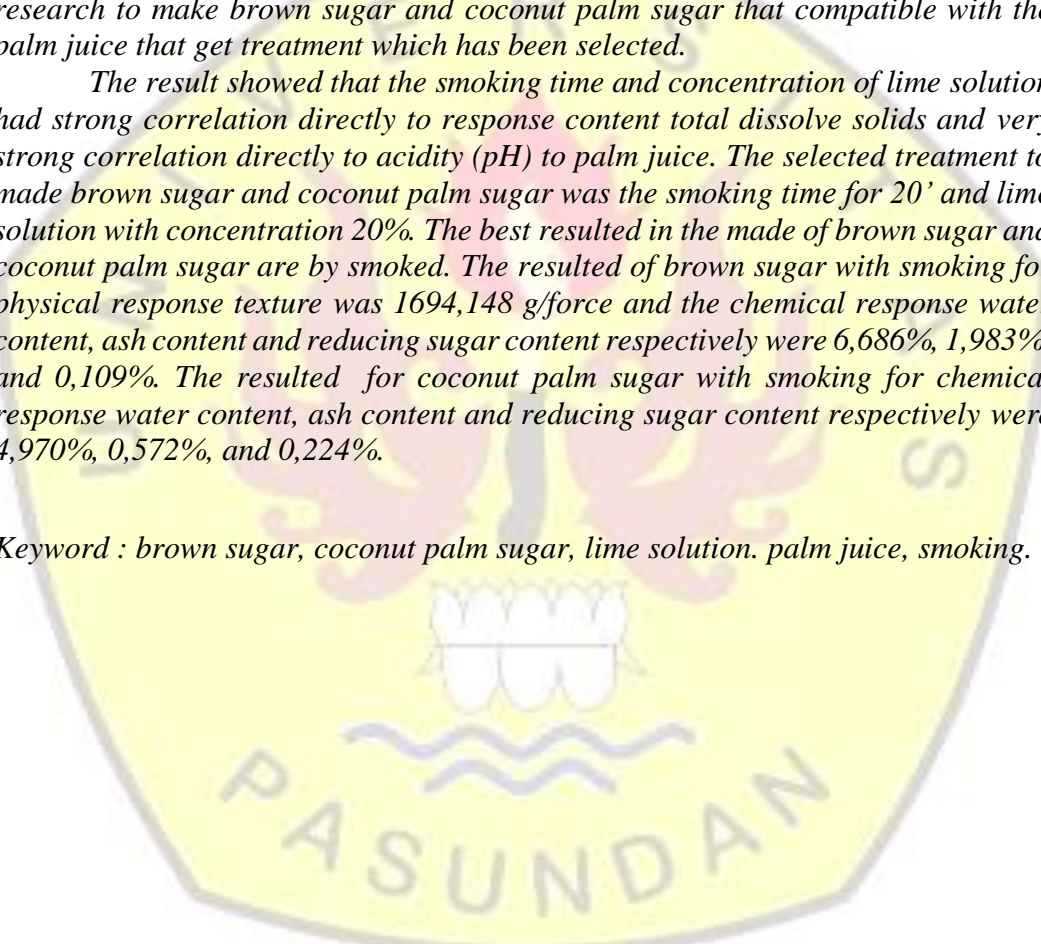 research to make brown sugar and coconut palm sugar that compatible with the
palm juice that get treatment which has been selected.
The result showed that the smoking time and concentration of lime solution
had strong correlation directly to response content total dissolve solids and very
strong correlation directly to acidity (pH) to palm juice. The selected treatment to
made brown sugar and coconut palm sugar was the smoking time for 20’ and lime
solution with concentration 20%. The best resulted in the made of brown sugar and
coconut palm sugar are by smoked. The resulted of brown sugar with smoking for
physical response texture was 1694,148 g/force and the chemical response water
content, ash content and reducing sugar content respectively were 6,686%, 1,983%
and 0,109%. The resulted for coconut palm sugar with smoking for chemical
response water content, ash content and reducing sugar content respectively were
4,970%, 0,572%, and 0,224%.
Keyword : brown sugar, coconut palm sugar, lime solution. palm juice, smoking.
UNIVERSITAS
PASUNDAN